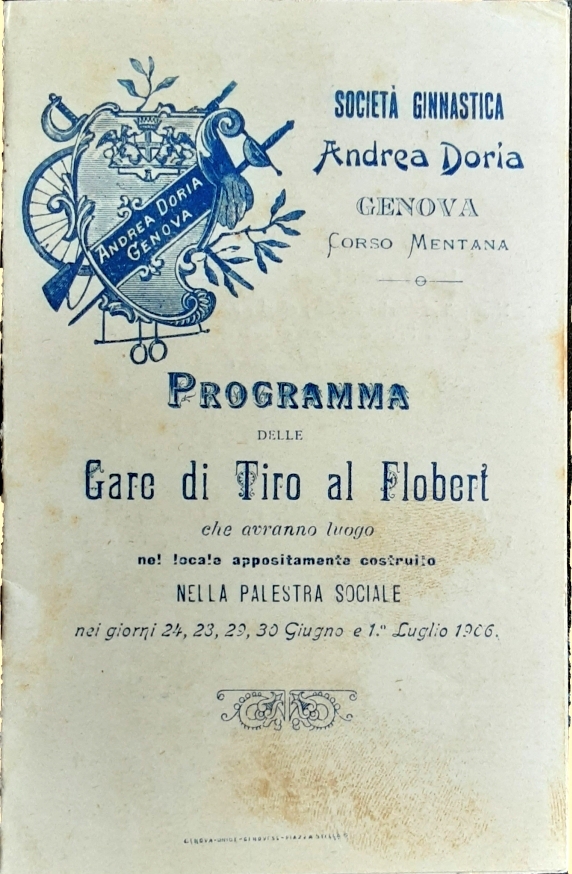 SOCIETÀ GINNASTICA
Andrea Doria
GENOVA
CORSO MENTANA
ANDREA DORIA
GENOVA
PROGRAMMA
DELLE
Gare di Tiro al Flobert
che avranno luogo
nel locale appositamente costruito
NELLA PALESTRA SOCIALE
nei giorni 24, 23, 29, 30 Giugno e 1.º Luglio 1906.